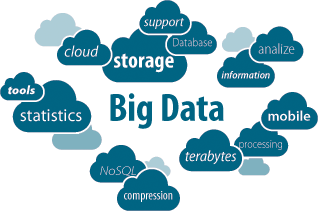 support
Database
cloud
storage
analize
information
tools
statistics
Big Data
mobile
processing
terabytes
NoSQL
compression